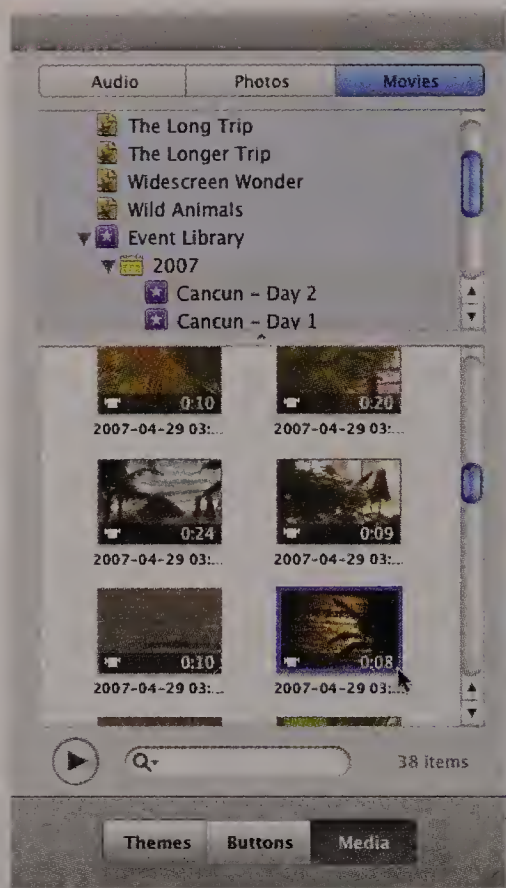 Audio Photos Movies
The Long Trip
The Longer Trip
Widescreen Wonder
Wild Animals
Event Library
2007
Cancun – Day 2
Cancun – Day 1
0:10 0:20
2007-04-29 03:... 2007-04-29 03:...
0:24 0:09
2007-04-29 03:... 2007-04-29 03:...
0:10 0:08
2007-04-29 03:... 2007-04-29 03:...
38 items
Themes Buttons Media